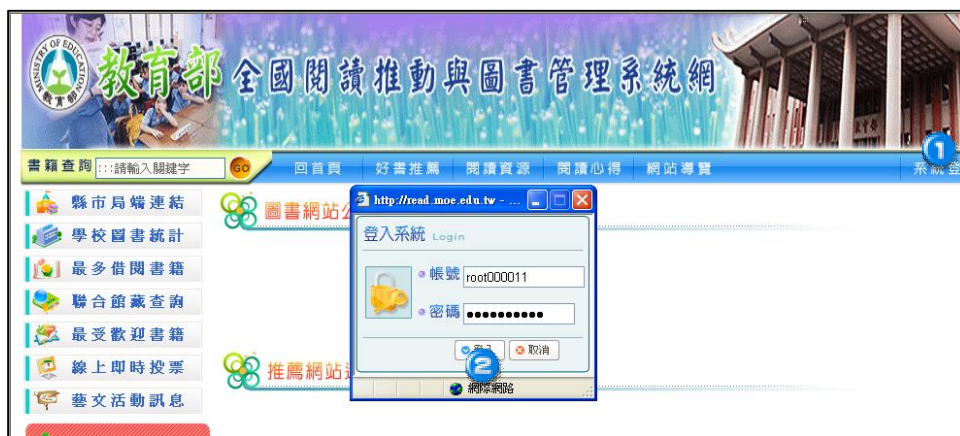 教育部 全國閱讀推動與圖書管理系統網
MINISTRY OF EDUCATION
教育部
書籍查詢 :::請輸入關鍵字 GO 回首頁 好書推薦 閱讀資源 閱讀心得 網站導覽 系統登
1
縣市局端連結
學校圖書統計
最多借閱書籍
聯合館藏查詢
最受歡迎書籍
線上即時投票
藝文活動訊息
圖書網站公
推薦網站
http://read.moe.edu.tw - ...
登入系統 Login
帳號 root000011
密碼 ●●●●●●●●●●
登入 取消
2
網際網路